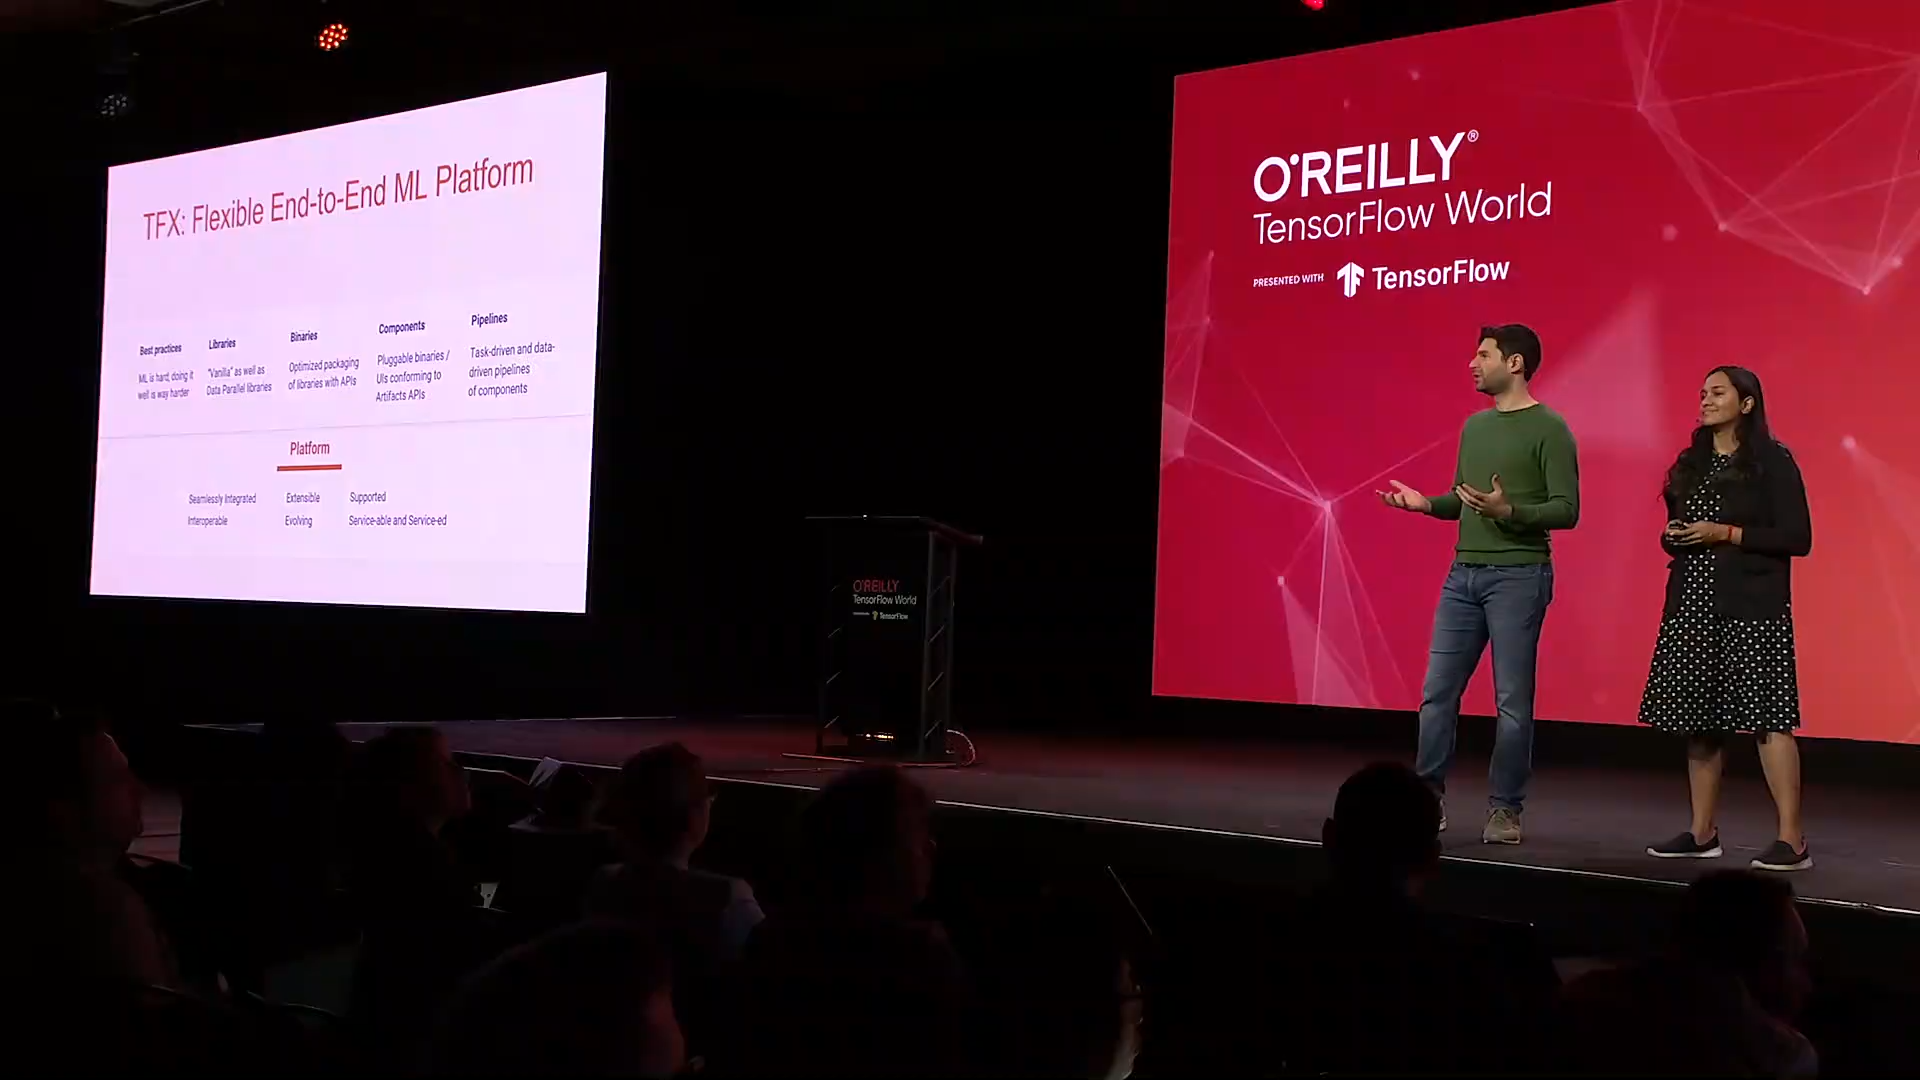 TFX: Flexible End-to-End ML Platform
Best practices
ML is hard, doing it
well is way harder
Libraries
"Vanilla" as well as
Data Parallel libraries
Binaries
Optimized packaging
of libraries with APIs
Components
Pluggable binaries /
UIs conforming to
Artifacts APIs
Pipelines
Task-driven and data-
driven pipelines
of components
Platform
Seamlessly Integrated
Interoperable
Extensible
Evolving
Supported
Service-able and Service-ed
O'REILLY
TensorFlow World
TensorFlow
O'REILLY®
TensorFlow World
PRESENTED WITH TensorFlow